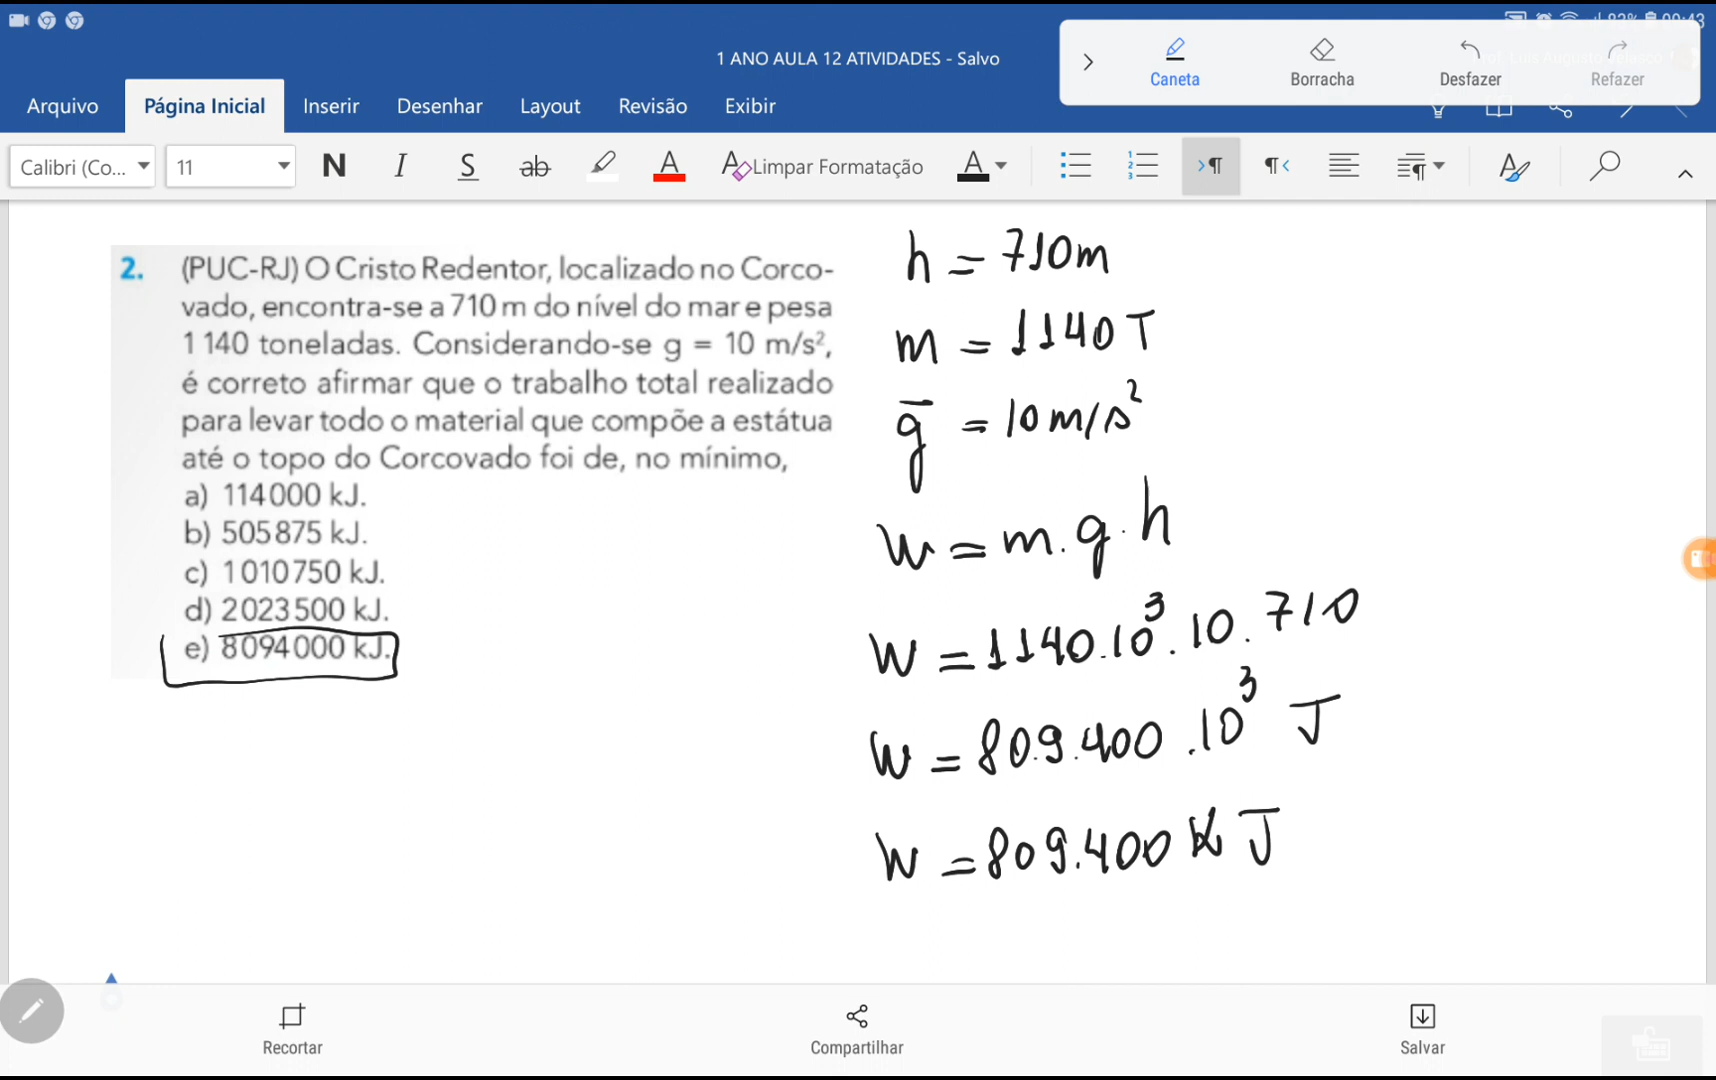 1 ANO AULA 12 ATIVIDADES - Salvo
Caneta
Borracha
Desfazer
Refazer
Arquivo
Página Inicial
Inserir
Desenhar
Layout
Revisão
Exibir
Calibri (Co...
11
N
I
S
ab
A
Limpar Formatação
A
2. (PUC-RJ) O Cristo Redentor, localizado no Corco-
vado, encontra-se a 710 m do nível do mar e pesa
1 140 toneladas. Considerando-se g = 10 m/s²,
é correto afirmar que o trabalho total realizado
para levar todo o material que compõe a estátua
até o topo do Corcovado foi de, no mínimo,
a) 114 000 kJ.
b) 505 875 kJ.
c) 1 010 750 kJ.
d) 2 023 500 kJ.
e) 8 094 000 kJ.
h = 710m
m = 1140T
g = 10 m/s²
W = m.g.h
W = 1140.10³.10.710
W = 809.400.10³ J
W = 809.400 K J
Recortar
Compartilhar
Salvar